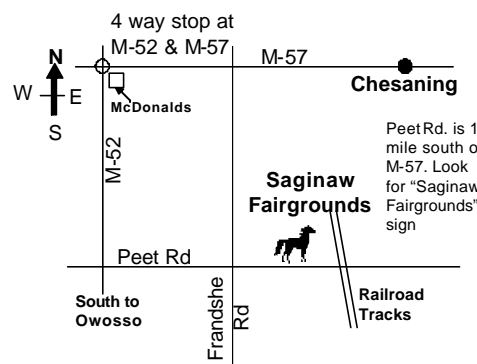 4 way stop at
M-52 & M-57
M-57
N
W
E
S
McDonalds
Chesaning
M-52
Peet Rd. is 1
mile south o
M-57. Look
for “Saginaw
Fairgrounds”
sign
Saginaw
Fairgrounds
Peet Rd
South to
Owosso
Frandshe
Rd
Railroad
Tracks